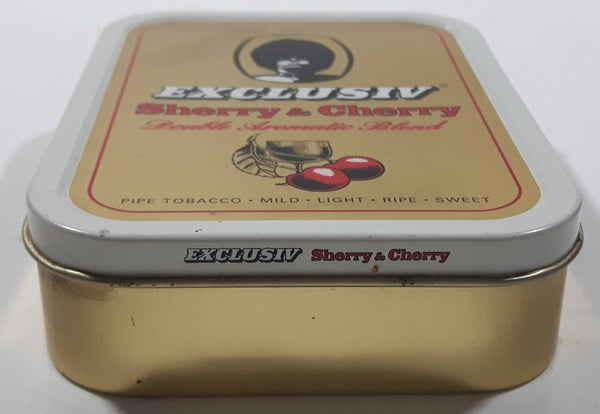 EXCLUSIV®
Sherry & Cherry
Double Aromatic Blend
PIPE TOBACCO · MILD · LIGHT · RIPE · SWEET
EXCLUSIV Sherry & Cherry